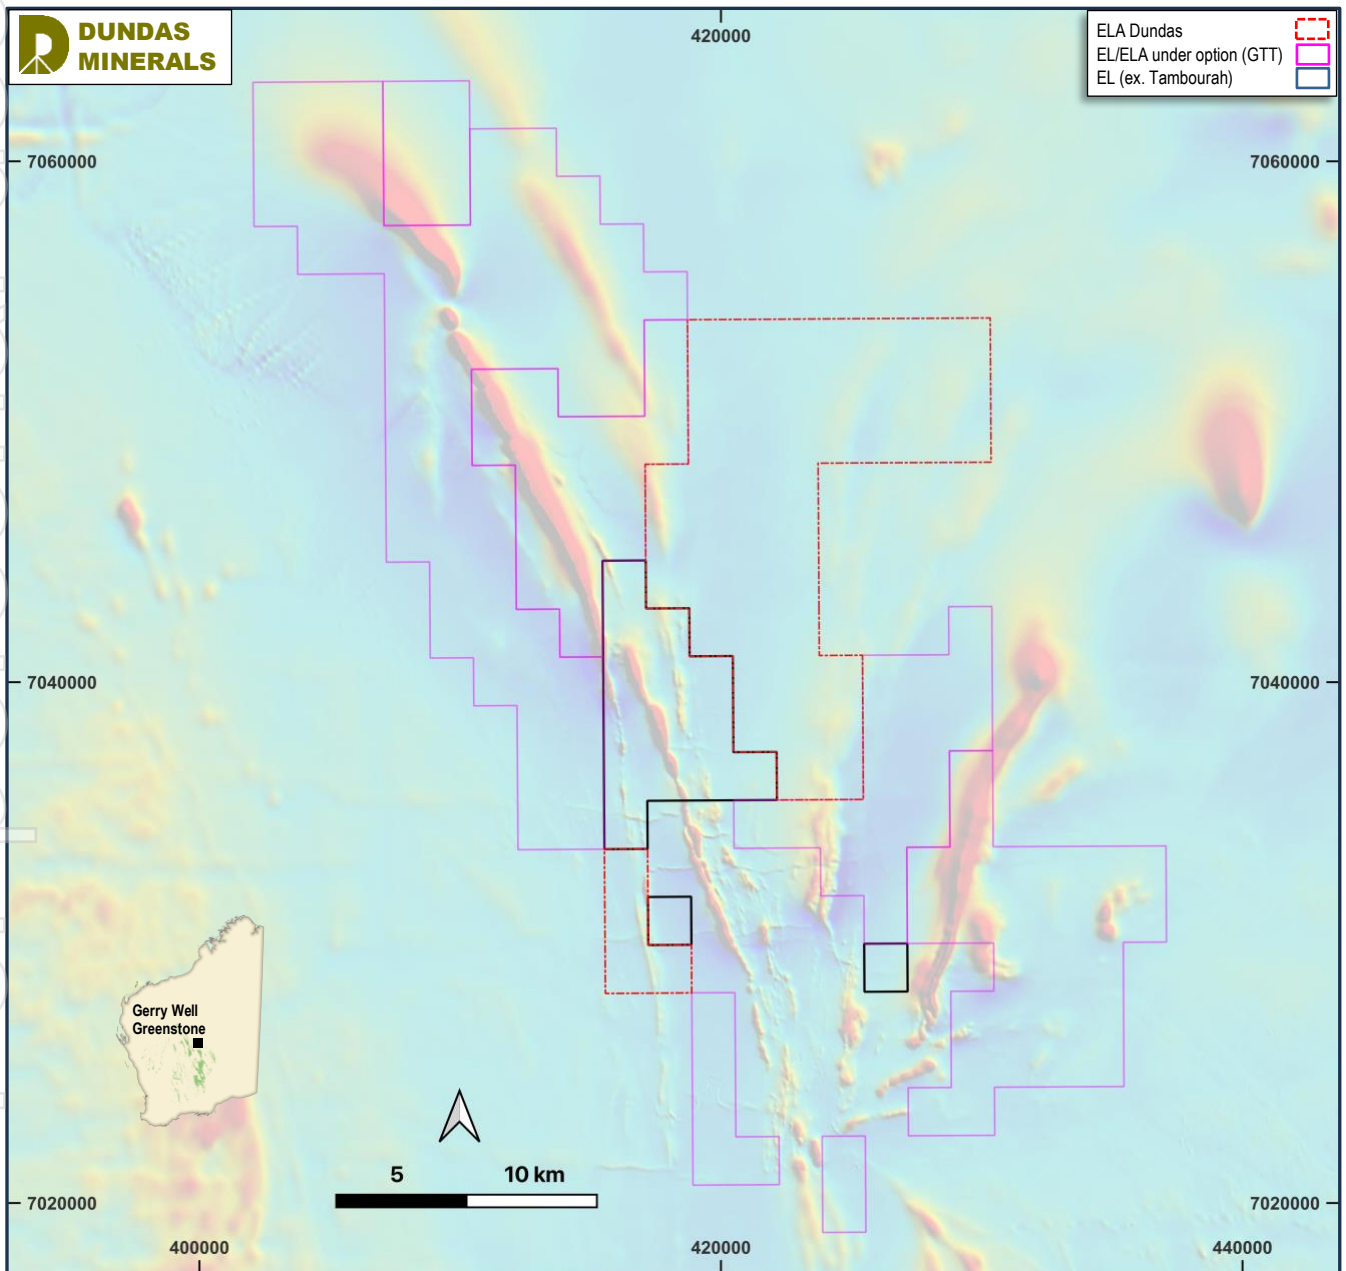 DUNDAS
MINERALS
420000
ELA Dundas
EL/ELA under option (GTT)
EL (ex. Tambourah)
7060000
7060000
7040000
7040000
Gerry Well
Greenstone
5
10 km
7020000
7020000
400000
420000
440000